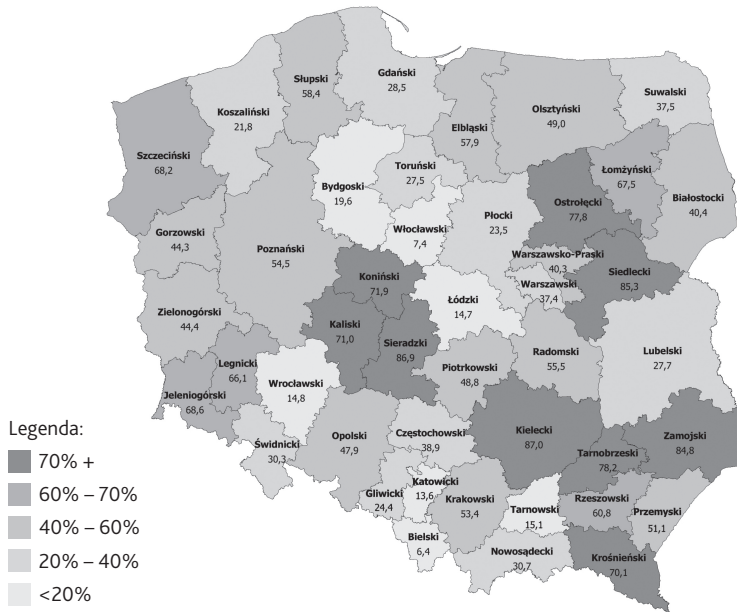 Słupski
58,4
Gdański
28,5
Koszaliński
21,8
Suwalski
37,5
Olsztyński
49,0
Elbląski
57,9
Szczeciński
68,2
Toruński
27,5
Łomżyński
67,5
Bydgoski
19,6
Ostrołęcki
77,8
Białostocki
40,4
Płocki
23,5
Włocławski
7,4
Gorzowski
44,3
Poznański
54,5
Warszawsko-Praski
40,3
Siedlecki
85,3
Koniński
71,9
Warszawski
37,4
Łódzki
14,7
Zielonogórski
44,4
Kaliski
71,0
Sieradzki
86,9
Radomski
55,5
Lubelski
27,7
Legnicki
66,1
Piotrkowski
48,8
Wrocławski
14,8
Jeleniogórski
68,6
Legenda:
70% +
60% – 70%
40% – 60%
20% – 40%
<20%
Świdnicki
30,3
Opolski
47,9
Częstochowski
38,9
Kielecki
87,0
Zamojski
84,8
Tarnobrzeski
78,2
Katowicki
13,6
Gliwicki
24,4
Krakowski
53,4
Tarnowski
15,1
Rzeszowski
60,8
Przemyski
51,1
Bielski
6,4
Nowosądecki
30,7
Krośnieński
70,1